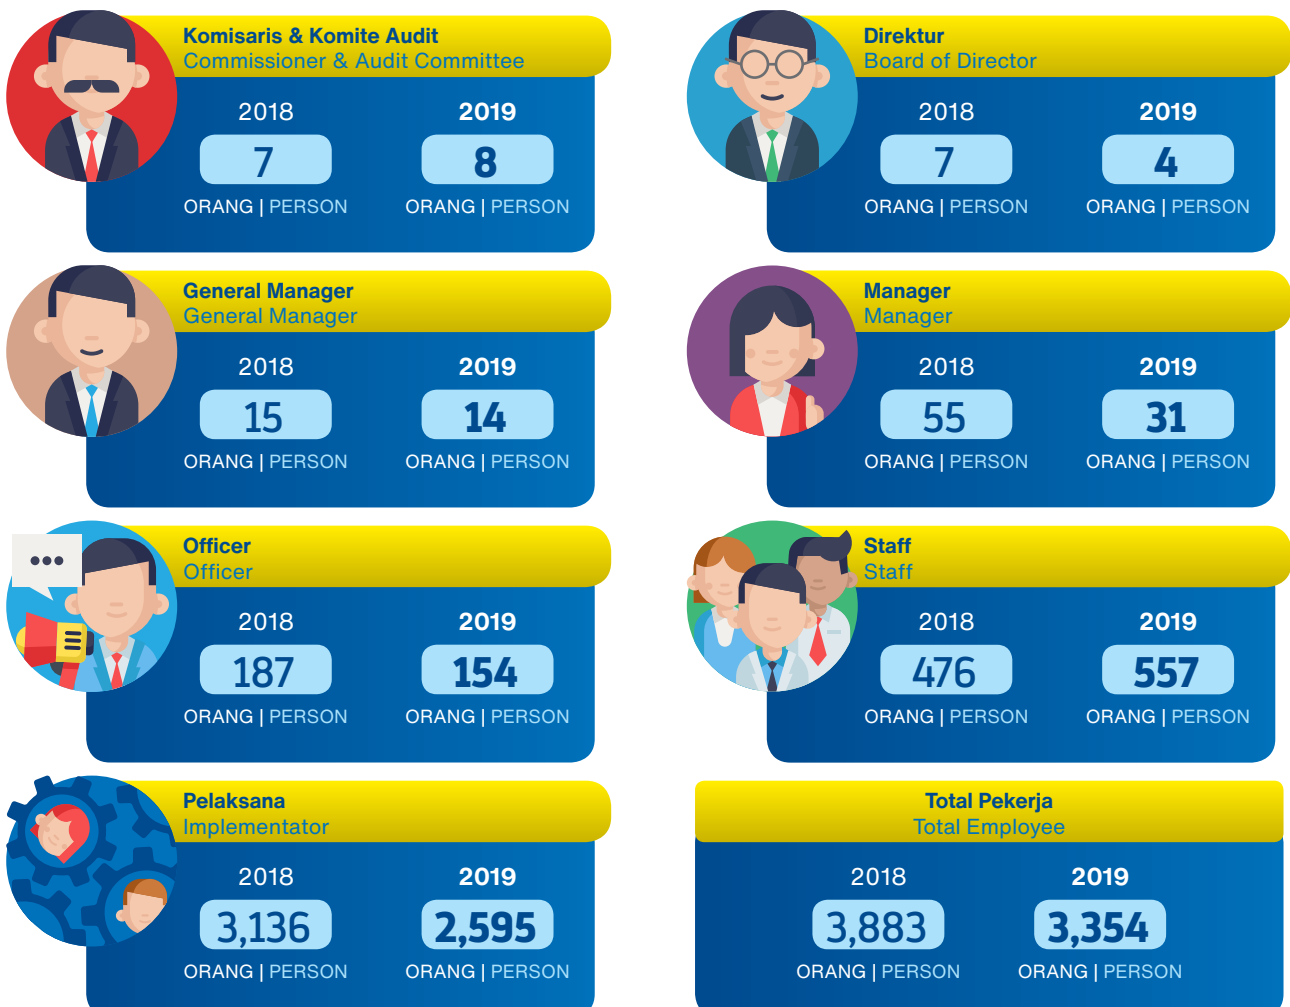 Komisaris & Komite Audit
Commissioner & Audit Committee
2018 2019
7 8
ORANG | PERSON ORANG | PERSON
Direktur
Board of Director
2018 2019
7 4
ORANG | PERSON ORANG | PERSON
General Manager
General Manager
2018 2019
15 14
ORANG | PERSON ORANG | PERSON
Manager
Manager
2018 2019
55 31
ORANG | PERSON ORANG | PERSON
Officer
Officer
2018 2019
187 154
ORANG | PERSON ORANG | PERSON
Staff
Staff
2018 2019
476 557
ORANG | PERSON ORANG | PERSON
Pelaksana
Implementator
2018 2019
3,136 2,595
ORANG | PERSON ORANG | PERSON
Total Pekerja
Total Employee
2018 2019
3,883 3,354
ORANG | PERSON ORANG | PERSON